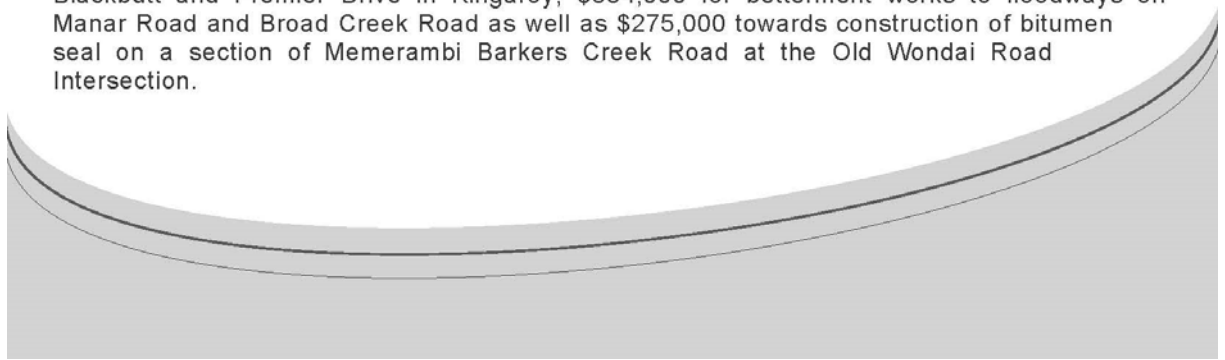 Blackbutt and Premier Drive in Kingaroy, for betterment works to floodways on
Manar Road and Broad Creek Road as well as $275,000 towards construction of bitumen
seal on a section of Memerambi Barkers Creek Road at the Old Wondai Road
Intersection.